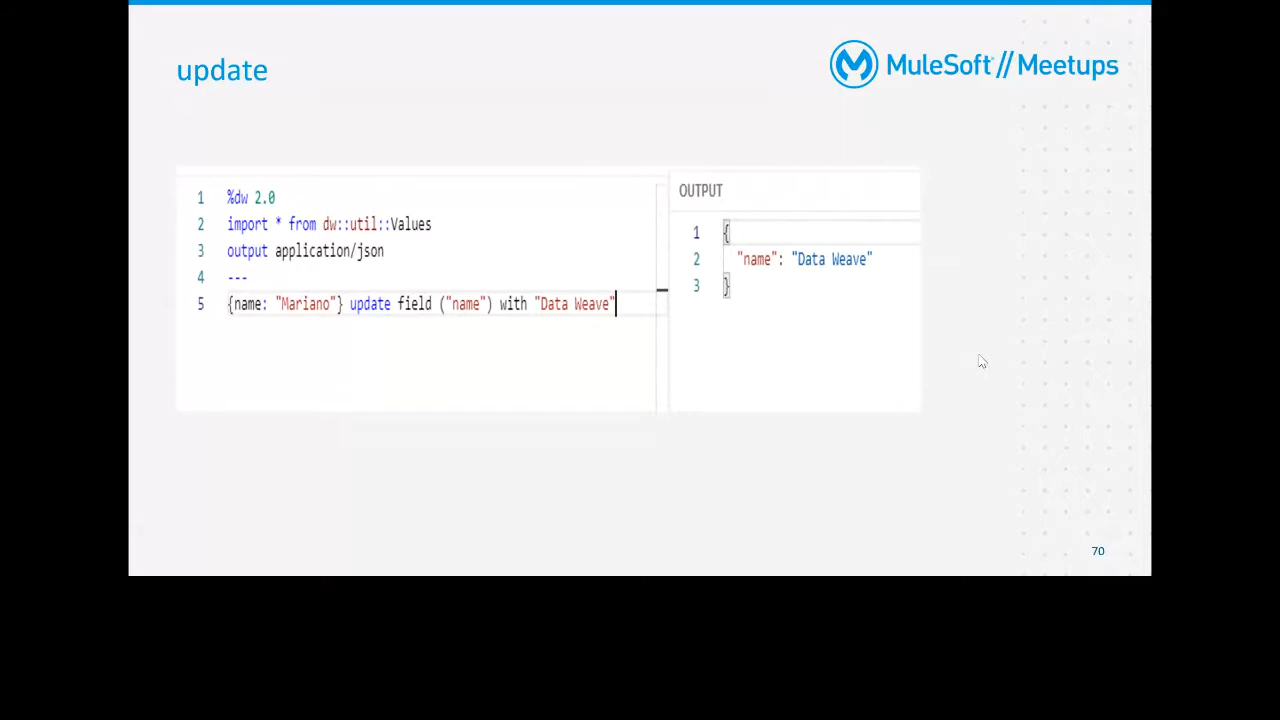 update
MuleSoft // Meetups
1 %dw 2.0
2 import * from dw::util::Values
3 output application/json
4 ---
5 {name: "Mariano"} update field ("name") with "Data Weave"
OUTPUT
1 {
2 "name": "Data Weave"
3 }
70